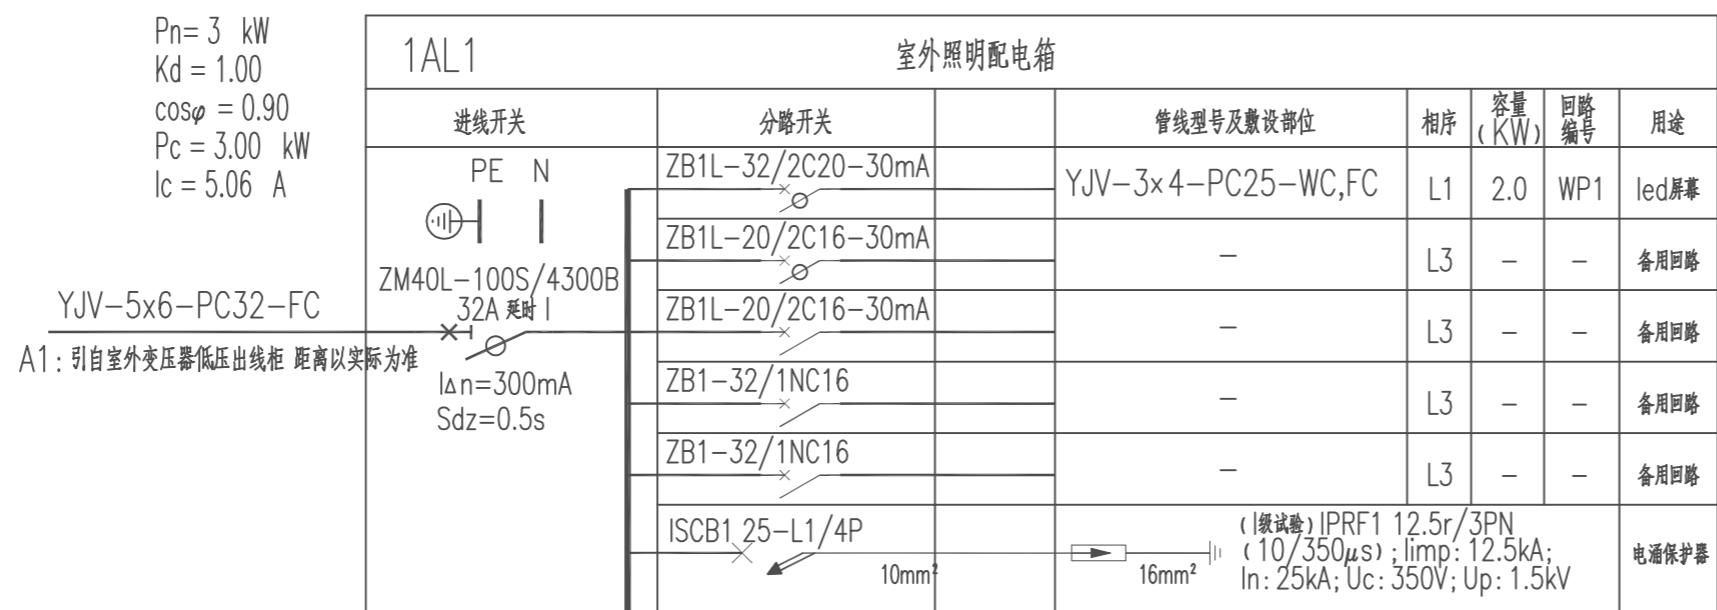 Pn= 3 kW
Kd = 1.00
cosφ = 0.90
Pc = 3.00 kW
Ic = 5.06 A
1AL1 室外照明配电箱
进线开关 分路开关 管线型号及敷设部位 相序 容量(KW) 回路编号 用途
PE N
ZM40L-100S/4300B
32A 延时 I
I△n=300mA
Sdz=0.5s
YJV-5x6-PC32-FC
A1: 引自室外变压器低压出线柜 距离以实际为准
ZB1L-32/2C20-30mA YJV-3×4-PC25-WC,FC L1 2.0 WP1 led屏幕
ZB1L-20/2C16-30mA - L3 - - 备用回路
ZB1L-20/2C16-30mA - L3 - - 备用回路
ZB1-32/1NC16 - L3 - - 备用回路
ZB1-32/1NC16 - L3 - - 备用回路
ISCB1 25-L1/4P
10mm²
16mm²
(I级试验)IPRF1 12.5r/3PN
(10/350μs); Iimp: 12.5kA;
In: 25kA; Uc: 350V; Up: 1.5kV
电涌保护器